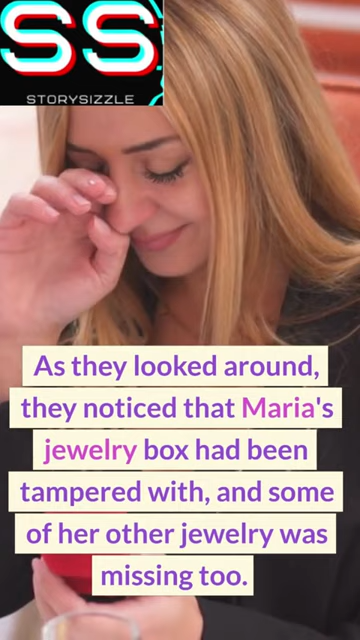 SS
STORYSIZZLE
As they looked around,
they noticed that Maria's
jewelry box had been
tampered with, and some
of her other jewelry was
missing too.